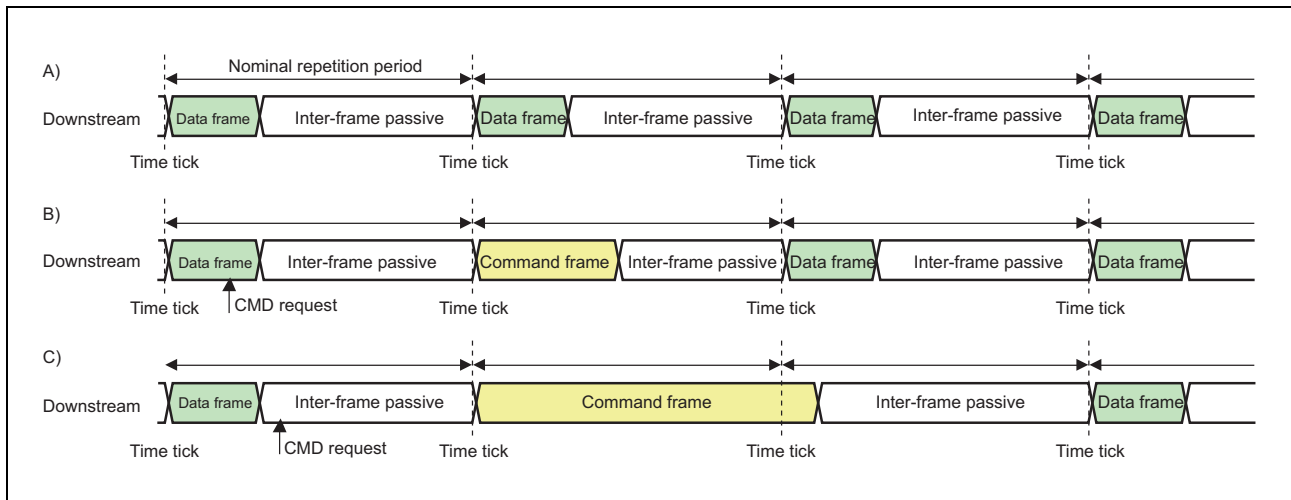 A)
Nominal repetition period
Downstream
Data frame
Inter-frame passive
Data frame
Inter-frame passive
Data frame
Inter-frame passive
Data frame
Time tick
Time tick
Time tick
Time tick
B)
Downstream
Data frame
Inter-frame passive
Command frame
Inter-frame passive
Data frame
Inter-frame passive
Data frame
Time tick
CMD request
Time tick
Time tick
Time tick
C)
Downstream
Data frame
Inter-frame passive
Command frame
Inter-frame passive
Data frame
Time tick
CMD request
Time tick
Time tick
Time tick